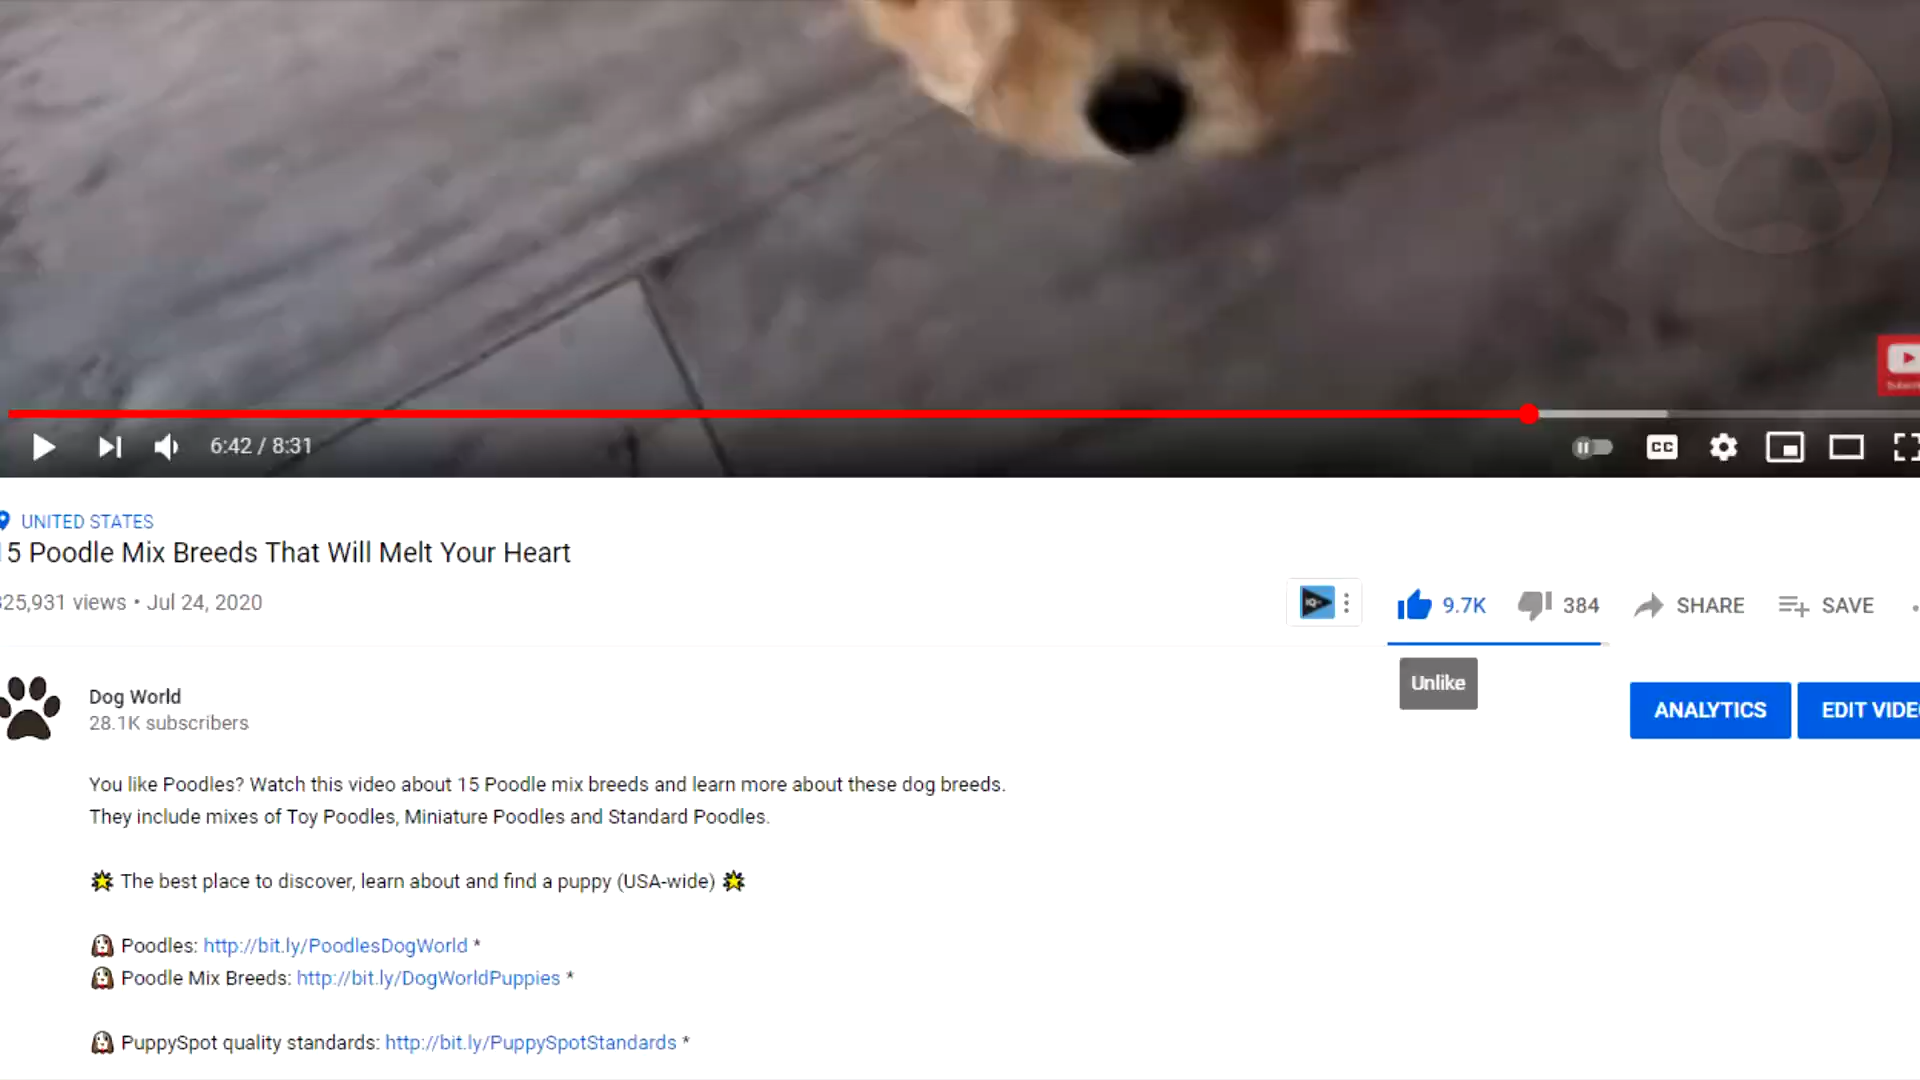 6:42 / 8:31
CC
UNITED STATES
5 Poodle Mix Breeds That Will Melt Your Heart
25,931 views • Jul 24, 2020
IQ
9.7K
384
SHARE
SAVE
Unlike
Dog World
28.1K subscribers
ANALYTICS
EDIT VIDE
You like Poodles? Watch this video about 15 Poodle mix breeds and learn more about these dog breeds.
They include mixes of Toy Poodles, Miniature Poodles and Standard Poodles.
🌟 The best place to discover, learn about and find a puppy (USA-wide) 🌟
🐶 Poodles: http://bit.ly/PoodlesDogWorld *
🐶 Poodle Mix Breeds: http://bit.ly/DogWorldPuppies *
🐶 PuppySpot quality standards: http://bit.ly/PuppySpotStandards *